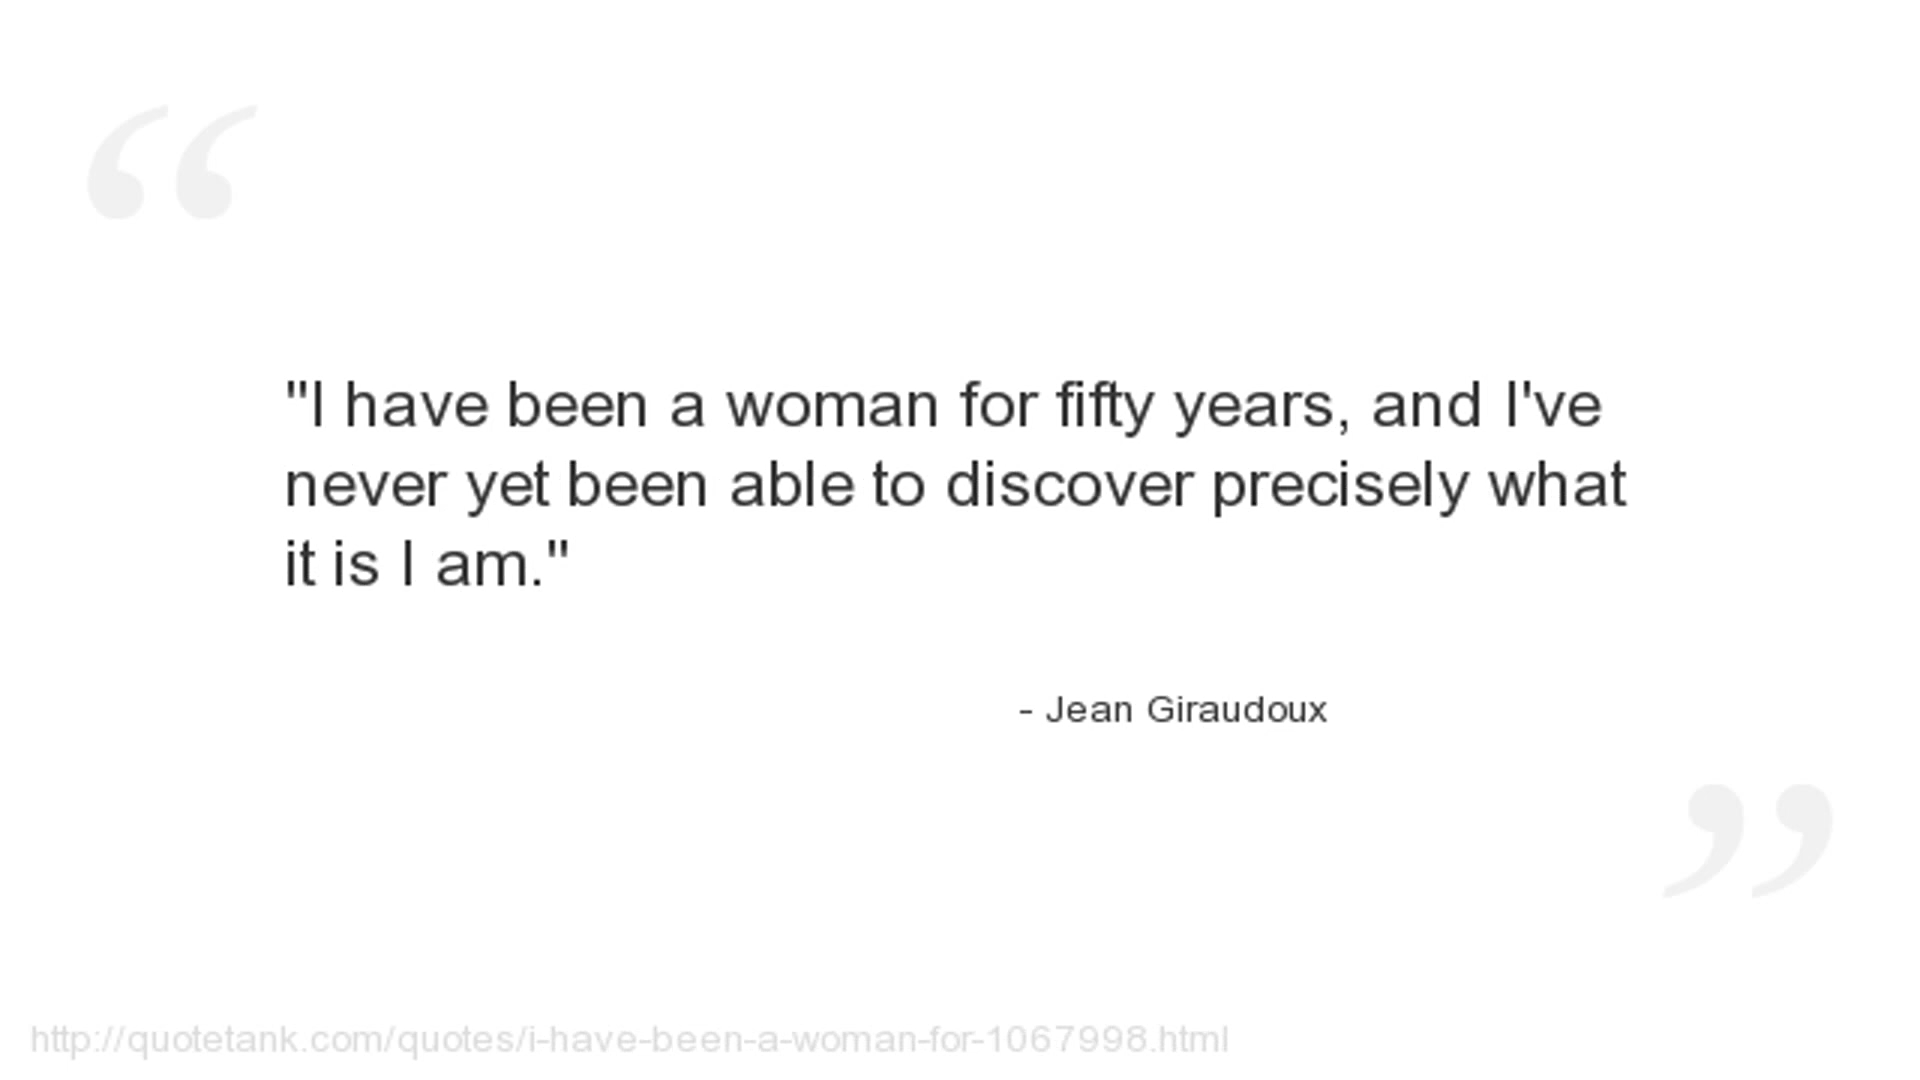 "I have been a woman for fifty years, and I've
never yet been able to discover precisely what
it is I am."
- Jean Giraudoux
http://quotetank.com/quotes/i-have-been-a-woman-for-1067998.html